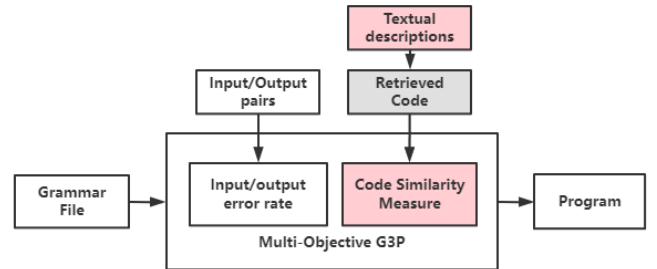 Textual
descriptions
Input/Output
pairs
Retrieved
Code
Grammar
File
Input/output
error rate
Code Similarity
Measure
Program
Multi-Objective G3P